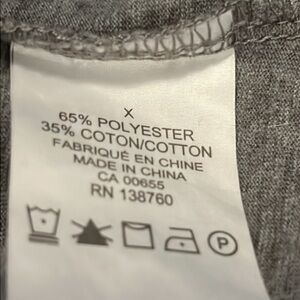 X
65% POLYESTER
35% COTON/COTTON
FABRIQUÉ EN CHINE
MADE IN CHINA
CA 00655
RN 138760
P